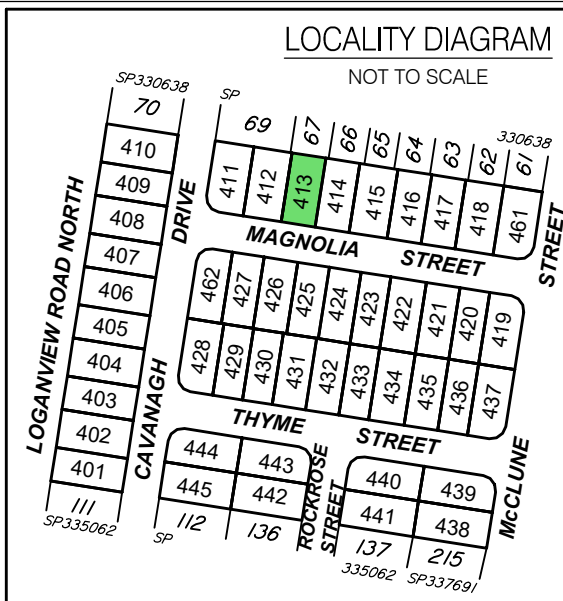 LOCALITY DIAGRAM
NOT TO SCALE
SP330638
70
410
409
408
407
406
405
404
403
402
401
111
SP335062
LOGANVIEW ROAD NORTH
CAVANAGH DRIVE
SP 330638
69 67 66 65 64 63 62 61
411 412 413 414 415 416 417 418 461
MAGNOLIA STREET
462 427 426 425 424 423 422 421 420 419
428 429 430 431 432 433 434 435 436 437
THYME STREET
McCLUNE STREET
444 443
445 442
112 136
SP 335062
ROCKROSE STREET
440 439
441 438
137 215
SP337691